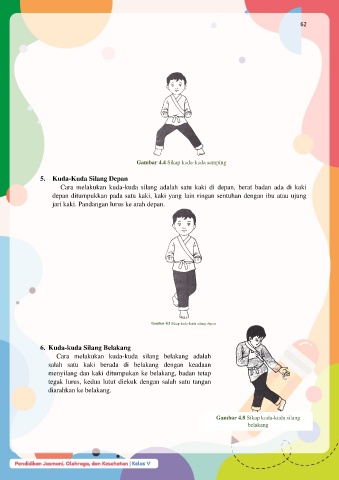 62
Gambar 4.4 Sikap kuda-kuda samping
5. Kuda-Kuda Silang Depan
Cara melakukan kuda-kuda silang adalah satu kaki di depan, berat badan ada di kaki
depan ditumpukkan pada satu kaki, kaki yang lain ringan sentuhan dengan ibu atau ujung
jari kaki. Pandangan lurus ke arah depan.
Gambar 4.5 Sikap kuda-kuda silang depan
6. Kuda-kuda Silang Belakang
Cara melakukan kuda-kuda silang belakang adalah
salah satu kaki berada di belakang dengan keadaan
menyilang dan kaki ditumpukan ke belakang, badan tetap
tegak lurus, kedua lutut diekuk dengan salah satu tangan
diarahkan ke belakang.
Gambar 4.8 Sikap kuda-kuda silang
belakang
Pendidikan Jasmani, Olahraga, dan Kesehatan | Kelas V